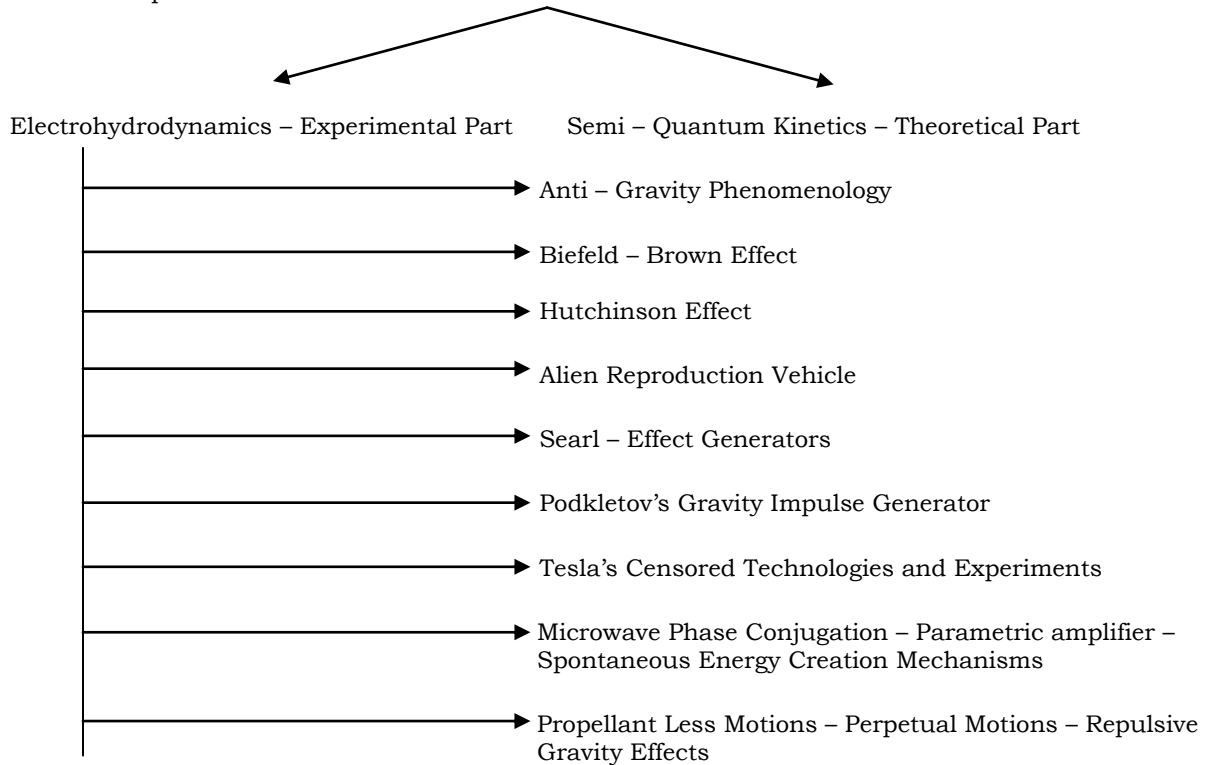 Electrohydrodynamics – Experimental Part Semi – Quantum Kinetics – Theoretical Part
Anti – Gravity Phenomenology
Biefeld – Brown Effect
Hutchinson Effect
Alien Reproduction Vehicle
Searl – Effect Generators
Podkletov’s Gravity Impulse Generator
Tesla’s Censored Technologies and Experiments
Microwave Phase Conjugation – Parametric amplifier –
Spontaneous Energy Creation Mechanisms
Propellant Less Motions – Perpetual Motions – Repulsive
Gravity Effects